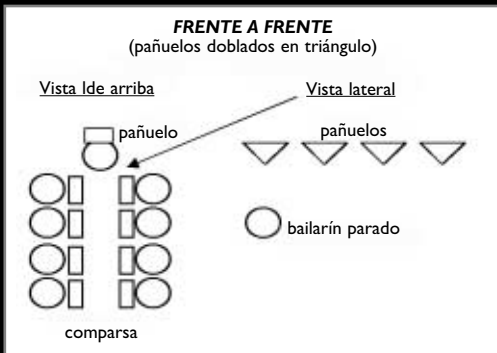 FRENTE A FRENTE
(pañuelos doblados en triángulo)
Vista lde arriba
Vista lateral
pañuelo
pañuelos
bailarín parado
comparsa